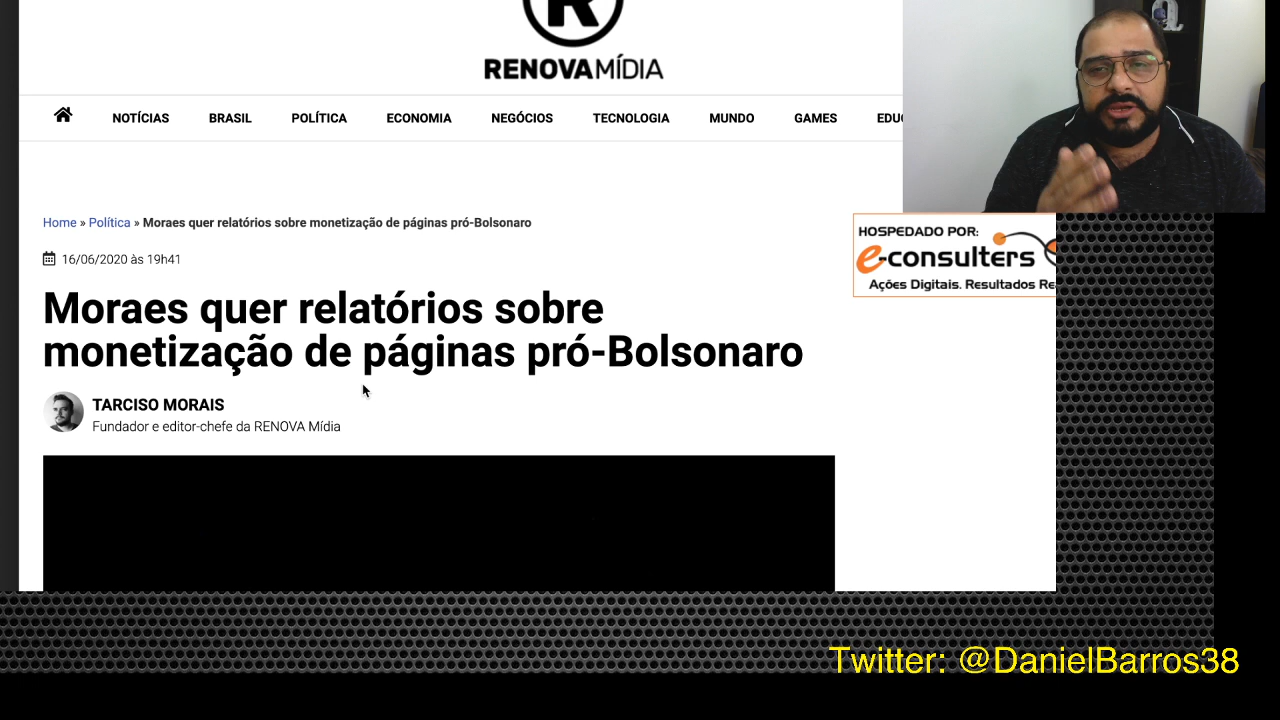 RENOVAMÍDIA
NOTÍCIAS BRASIL POLÍTICA ECONOMIA NEGÓCIOS TECNOLOGIA MUNDO GAMES
Home » Política » Moraes quer relatórios sobre monetização de páginas pró-Bolsonaro
16/06/2020 às 19h41
Moraes quer relatórios sobre
monetização de páginas pró-Bolsonaro
TARCISO MORAIS
Fundador e editor-chefe da RENOVA Mídia
HOSPEDADO POR:
e-consulters
Ações Digitais. Resultados Re
Twitter: @DanielBarros38